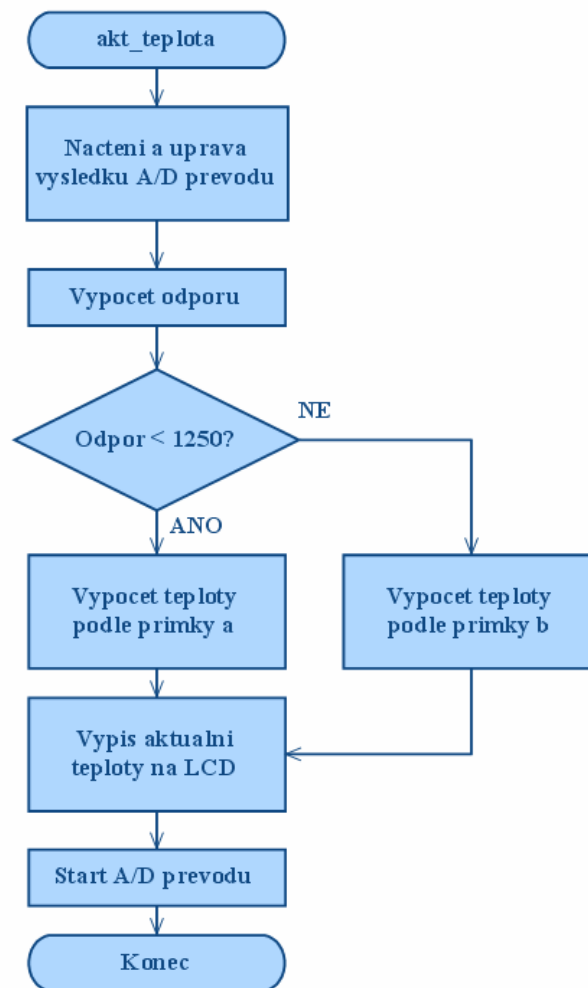 akt_teplota
Nacteni a uprava
vysledku A/D prevodu
Vypocet odporu
Odpor < 1250?
NE
ANO
Vypocet teploty
podle primky a
Vypocet teploty
podle primky b
Vypis aktualni
teploty na LCD
Start A/D prevodu
Konec